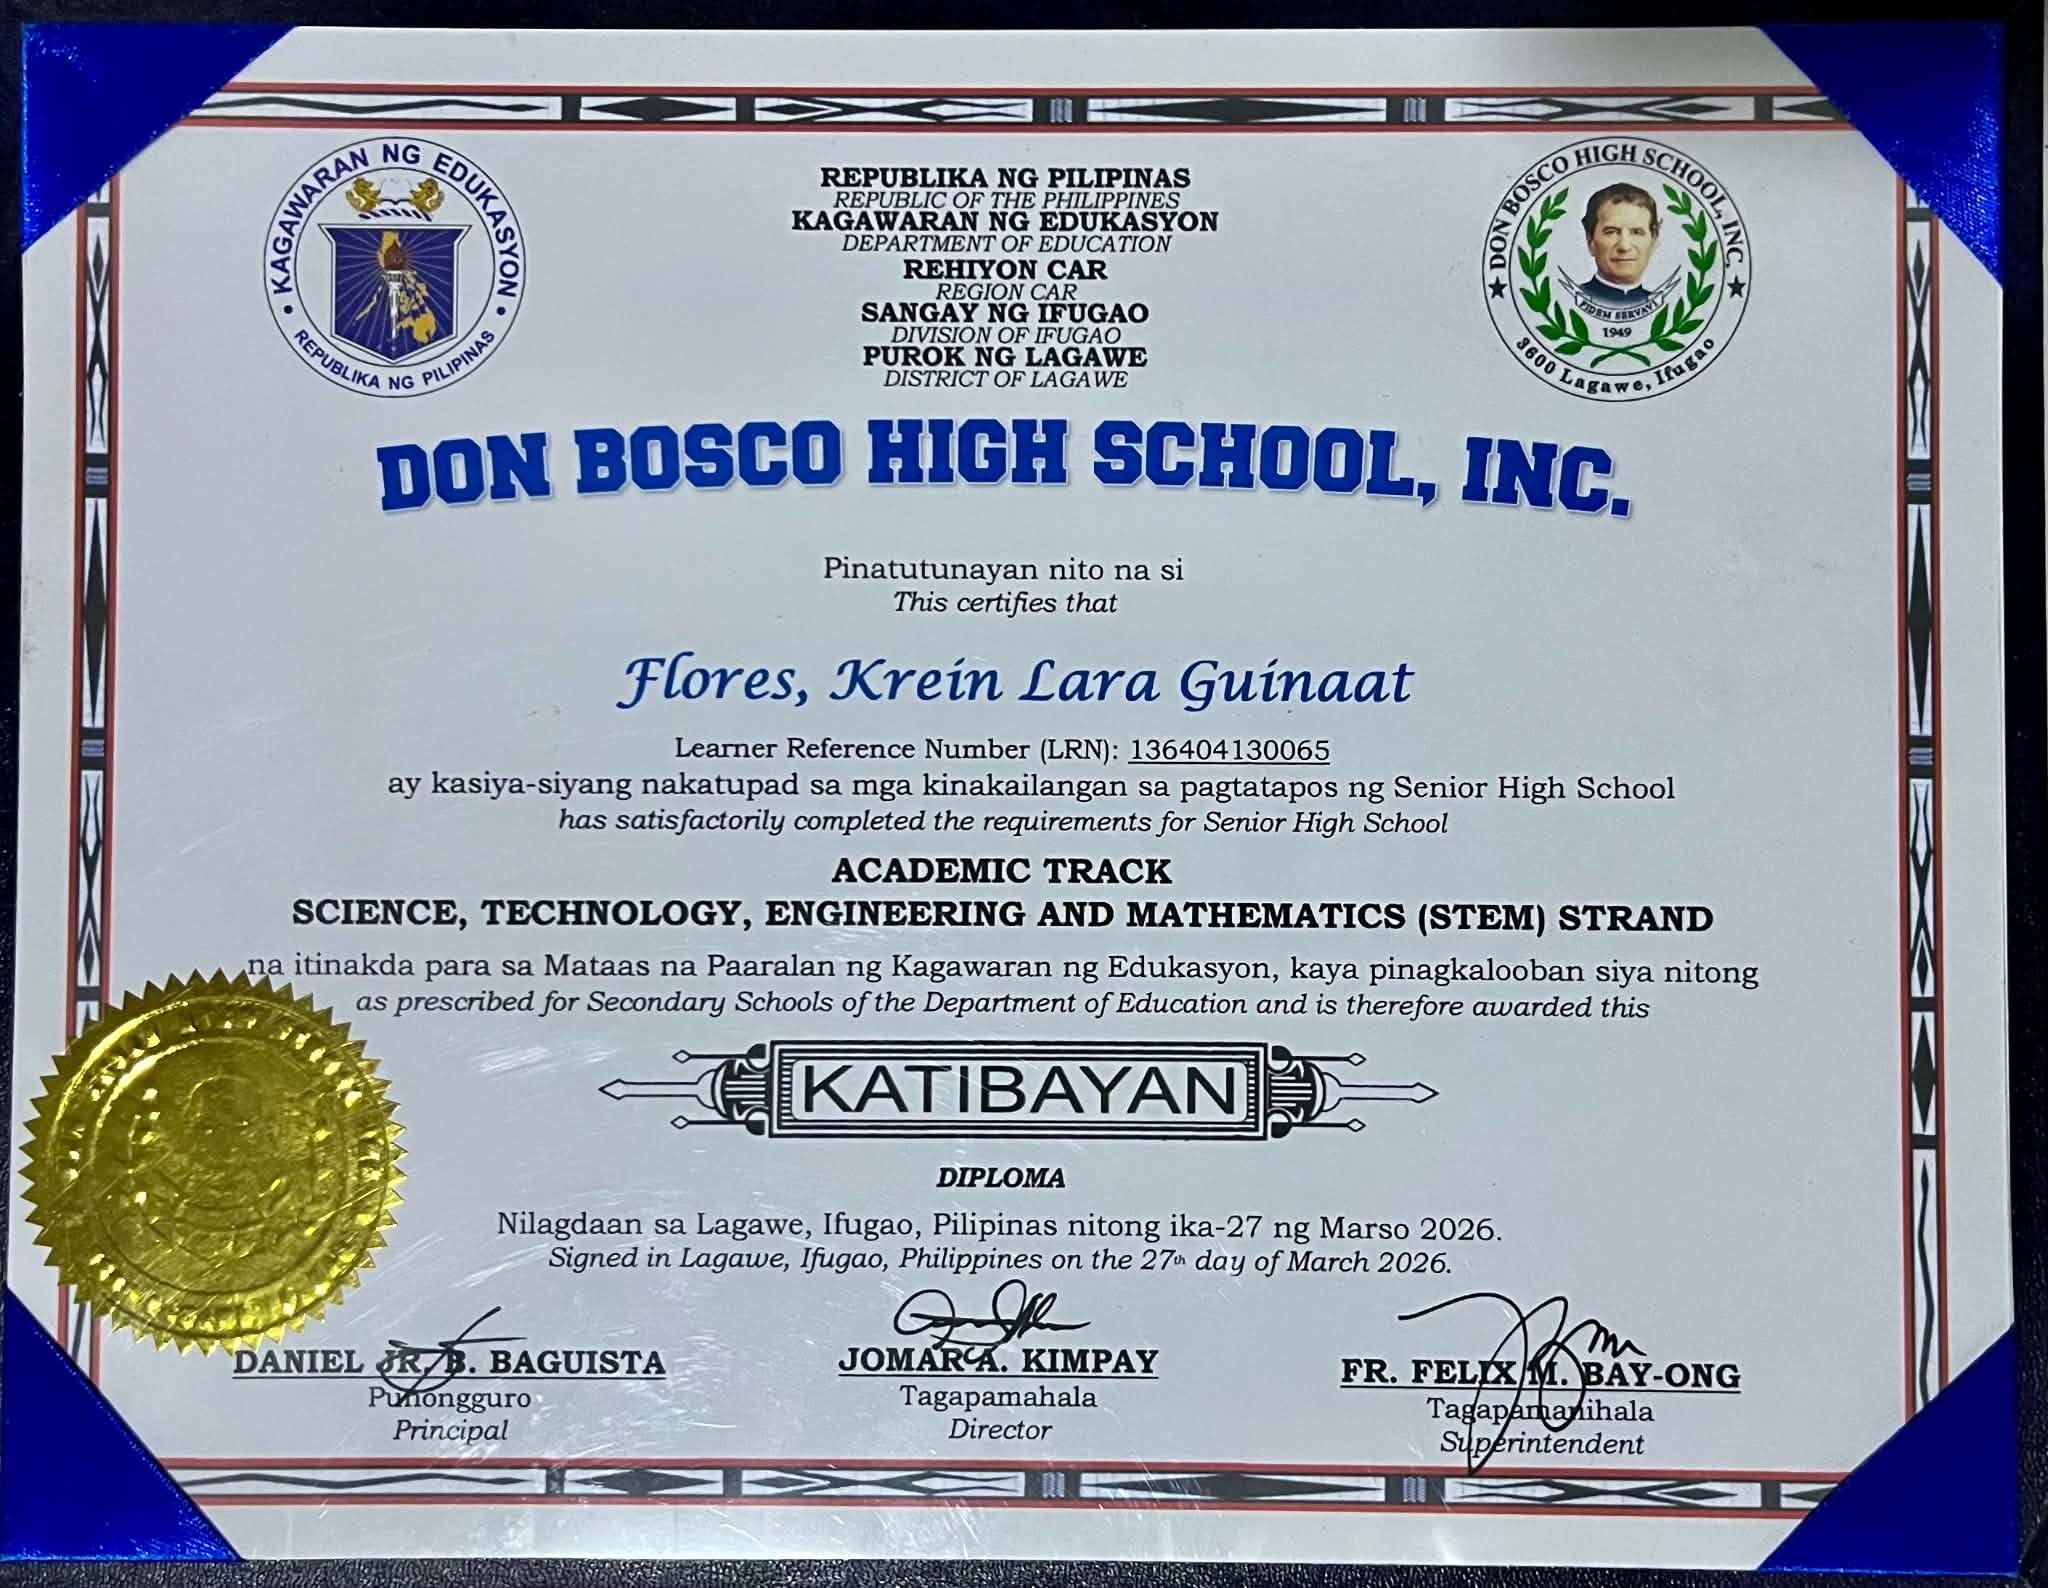 KAGAWARAN NG EDUKASYON
REPUBLIKA NG PILIPINAS
REPUBLIKA NG PILIPINAS
REPUBLIC OF THE PHILIPPINES
KAGAWARAN NG EDUKASYON
DEPARTMENT OF EDUCATION
REHIYON CAR
REGION CAR
SANGAY NG IFUGAO
DIVISION OF IFUGAO
PUROK NG LAGAWE
DISTRICT OF LAGAWE
DON BOSCO HIGH SCHOOL, INC.
FIDEM SERVAVI
1949
3600 Lagawe, Ifugao
DON BOSCO HIGH SCHOOL, INC.
Pinatutunayan nito na si
This certifies that
Flores, Krein Lara Guinaat
Learner Reference Number (LRN): 136404130065
ay kasiya-siyang nakatupad sa mga kinakailangan sa pagtatapos ng Senior High School
has satisfactorily completed the requirements for Senior High School
ACADEMIC TRACK
SCIENCE, TECHNOLOGY, ENGINEERING AND MATHEMATICS (STEM) STRAND
na itinakda para sa Mataas na Paaralan ng Kagawaran ng Edukasyon, kaya pinagkalooban siya nitong
as prescribed for Secondary Schools of the Department of Education and is therefore awarded this
KATIBAYAN
DIPLOMA
Nilagdaan sa Lagawe, Ifugao, Pilipinas nitong ika-27 ng Marso 2026.
Signed in Lagawe, Ifugao, Philippines on the 27th day of March 2026.
DANIEL JR. B. BAGUISTA
Punongguro
Principal
JOMAR A. KIMPAY
Tagapamahala
Director
FR. FELIX M. BAY-ONG
Tagapamanihala
Superintendent